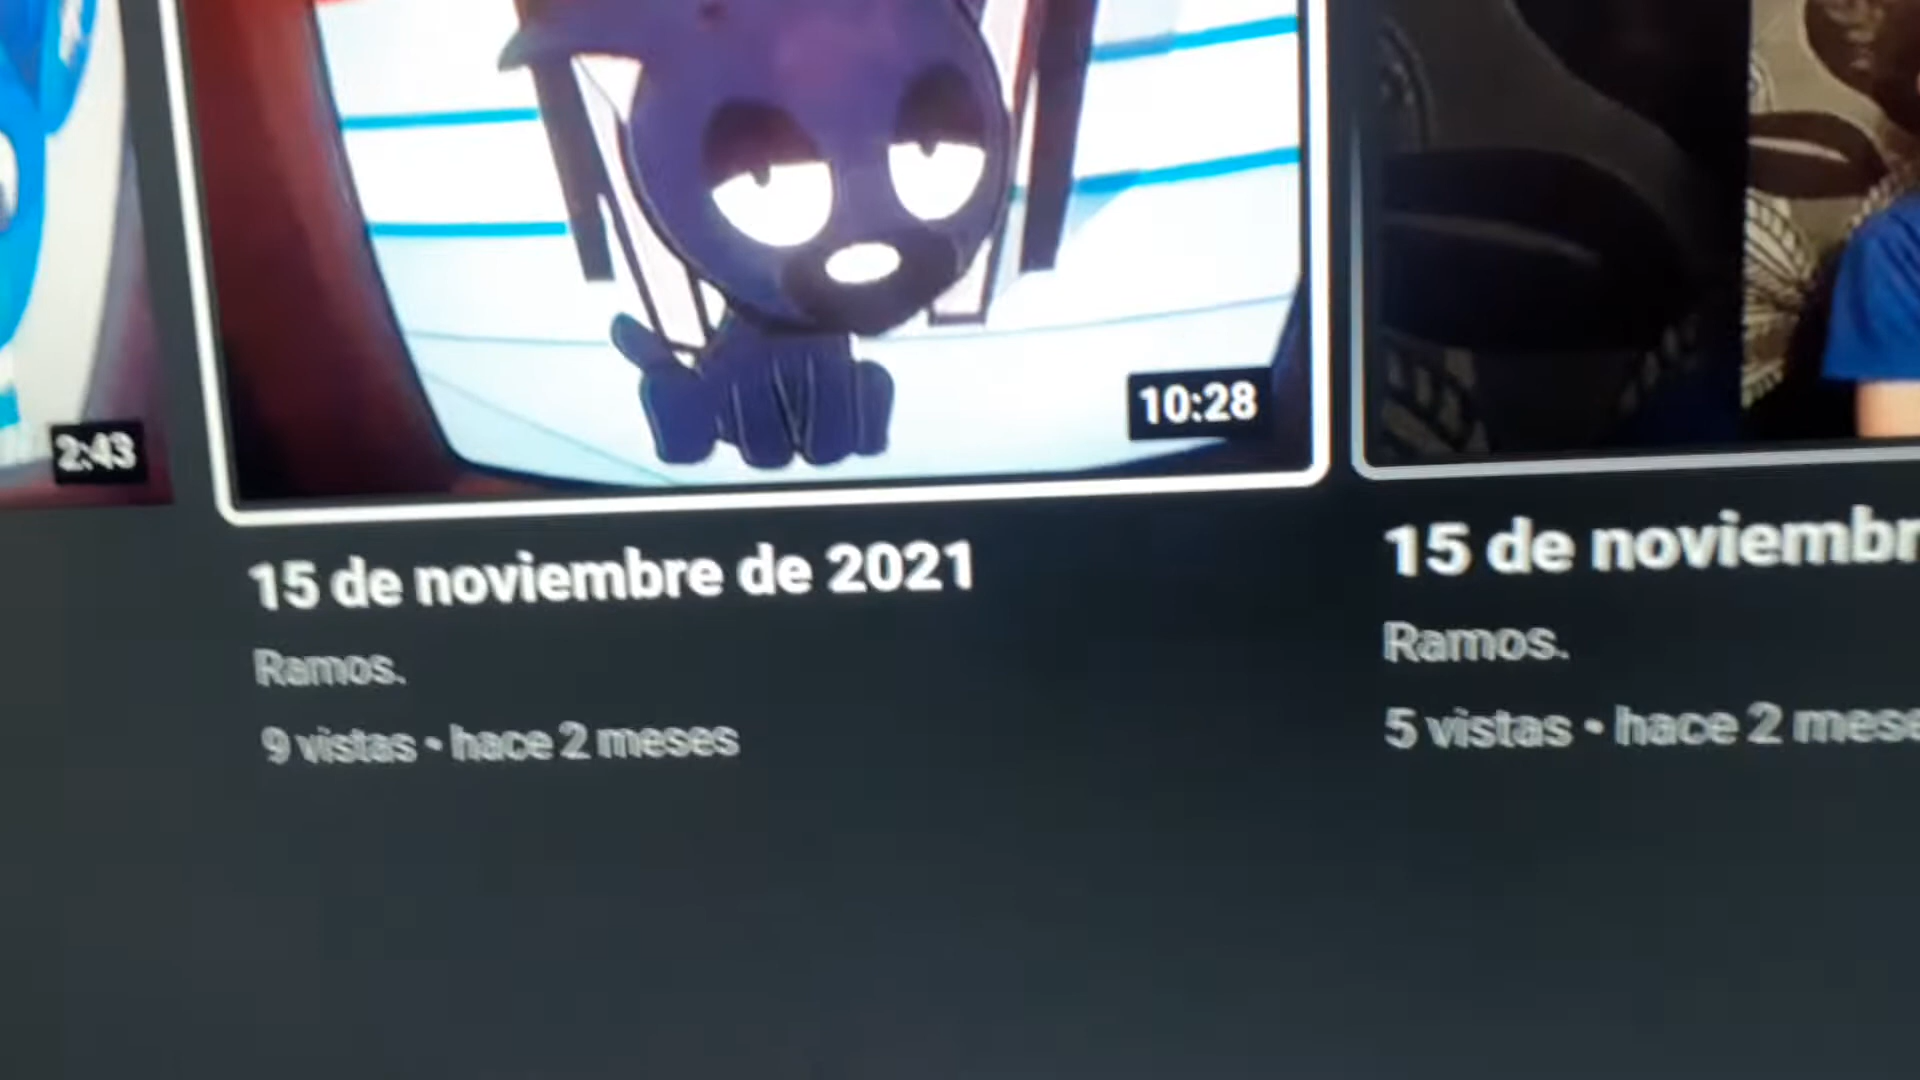 2:43
10:28
15 de noviembre de 2021
Ramos.
9 vistas • hace 2 meses
15 de noviembr
Ramos.
5 vistas • hace 2 mese